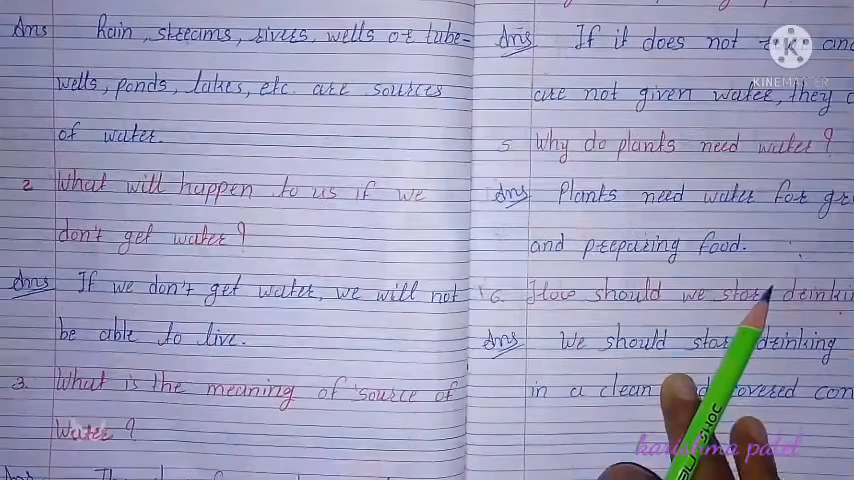 Ans Rain, streams, rivers, wells or tube=
wells, ponds, lakes, etc. are sources
of water.
2 What will happen to us if we
don't get water?
Ans If we don't get water, we will not
be able to live.
3. What is the meaning of 'source of
Water?
Ans If it does not
are not given water, they
5 Why do plants need water?
Ans Plants need water for
and preparing food.
6. How should we store
Ans We should store drinking
in a clean covered
K
KINEMASTER
karishma patel